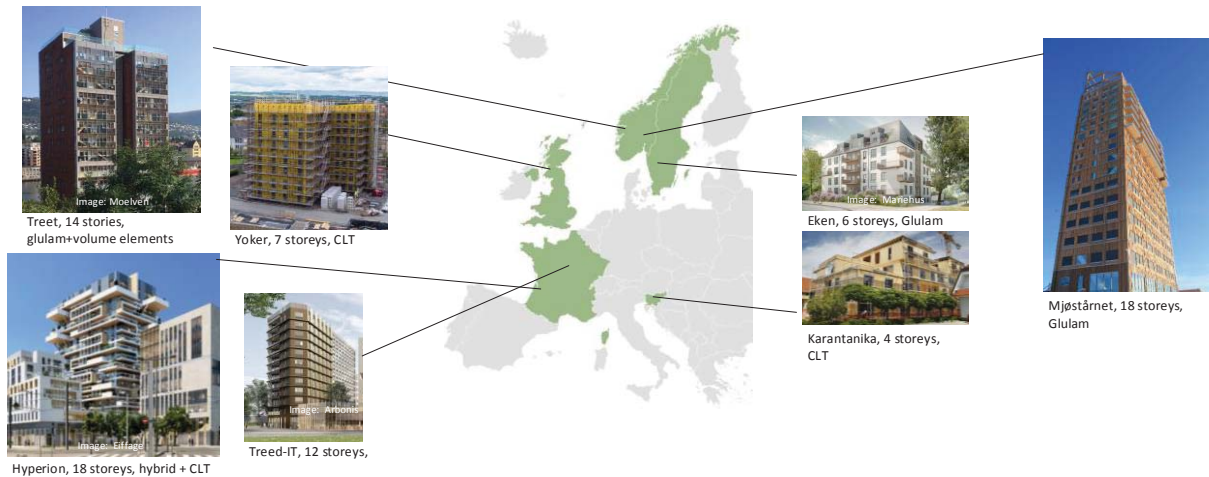 Image: Moelven
Treet, 14 stories,
glulam+volume elements
Yoker, 7 storeys, CLT
Image: Mariehus
Eken, 6 storeys, Glulam
Karantanika, 4 storeys,
CLT
Mjøstårnet, 18 storeys,
Glulam
Image: Eiffage
Hyperion, 18 storeys, hybrid + CLT
Image: Arbonis
Treed-IT, 12 storeys,